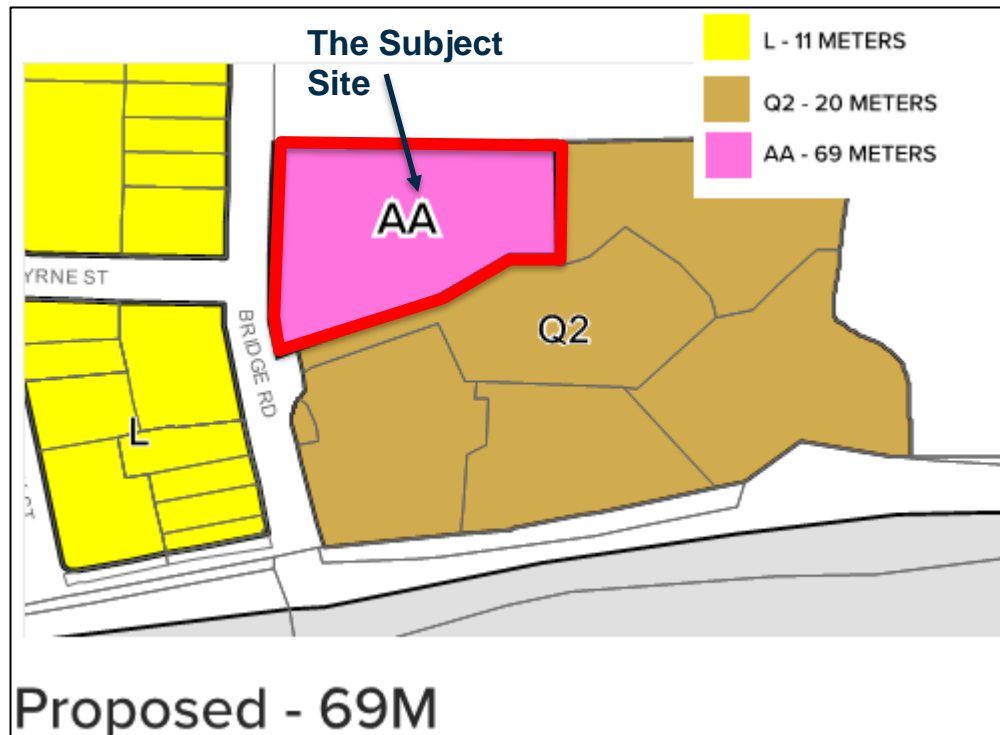 The Subject
Site
L - 11 METERS
Q2 - 20 METERS
AA - 69 METERS
AA
YRNE ST
BRIDGE RD
Q2
L
CT
Proposed - 69M